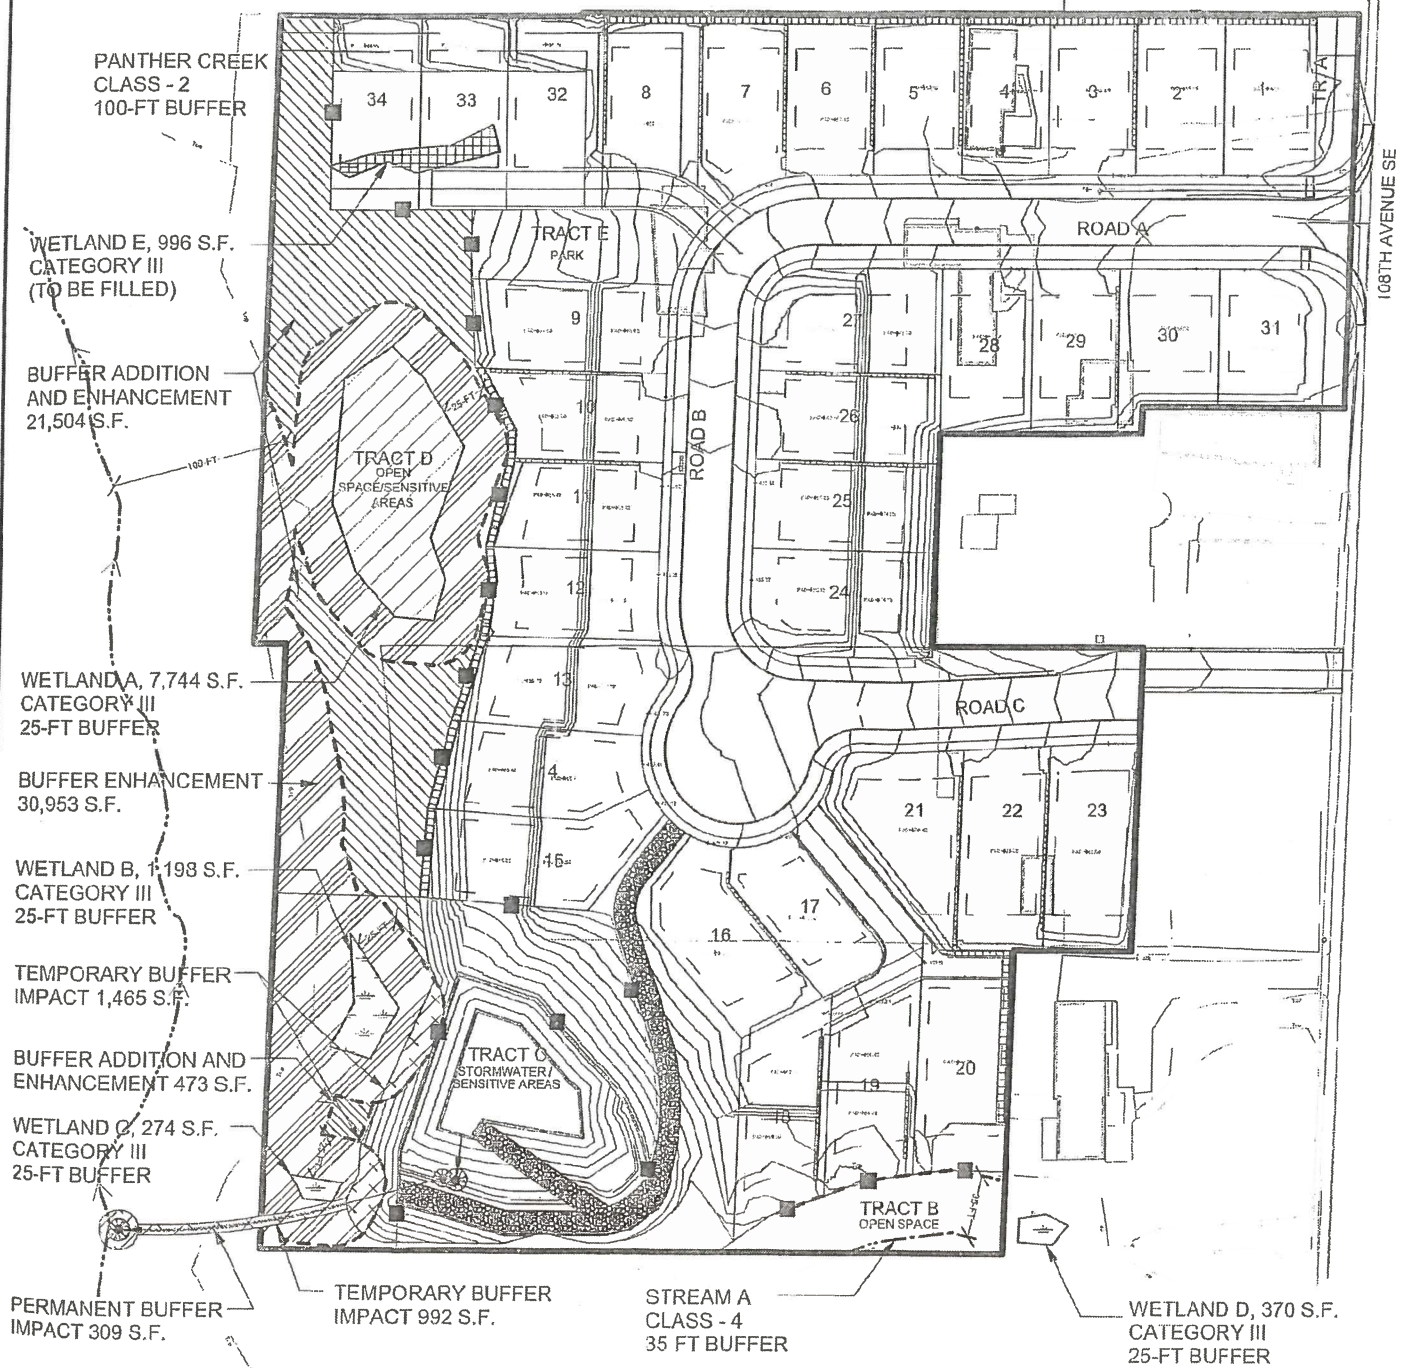 PANTHER CREEK
CLASS - 2
100-FT BUFFER
34
33
32
8
7
6
5
4
3
2
1
TR A
108TH AVENUE SE
WETLAND E, 996 S.F.
CATEGORY III
(TO BE FILLED)
TRACT E
PARK
ROAD A
BUFFER ADDITION
AND ENHANCEMENT
21,504 S.F.
9
27
28
29
30
31
25-FT
10
26
ROAD B
100-FT
TRACT D
OPEN
SPACE/SENSITIVE
AREAS
11
25
12
24
WETLAND A, 7,744 S.F.
CATEGORY III
25-FT BUFFER
13
ROAD C
BUFFER ENHANCEMENT
30,953 S.F.
4
21
22
23
WETLAND B, 1,198 S.F.
CATEGORY III
25-FT BUFFER
15
16
17
25-FT
TEMPORARY BUFFER
IMPACT 1,465 S.F.
TRACT C
STORMWATER/
SENSITIVE AREAS
BUFFER ADDITION AND
ENHANCEMENT 473 S.F.
18
19
20
WETLAND C, 274 S.F.
CATEGORY III
25-FT BUFFER
TRACT B
OPEN SPACE
35-FT
PERMANENT BUFFER
IMPACT 309 S.F.
TEMPORARY BUFFER
IMPACT 992 S.F.
STREAM A
CLASS - 4
35 FT BUFFER
WETLAND D, 370 S.F.
CATEGORY III
25-FT BUFFER